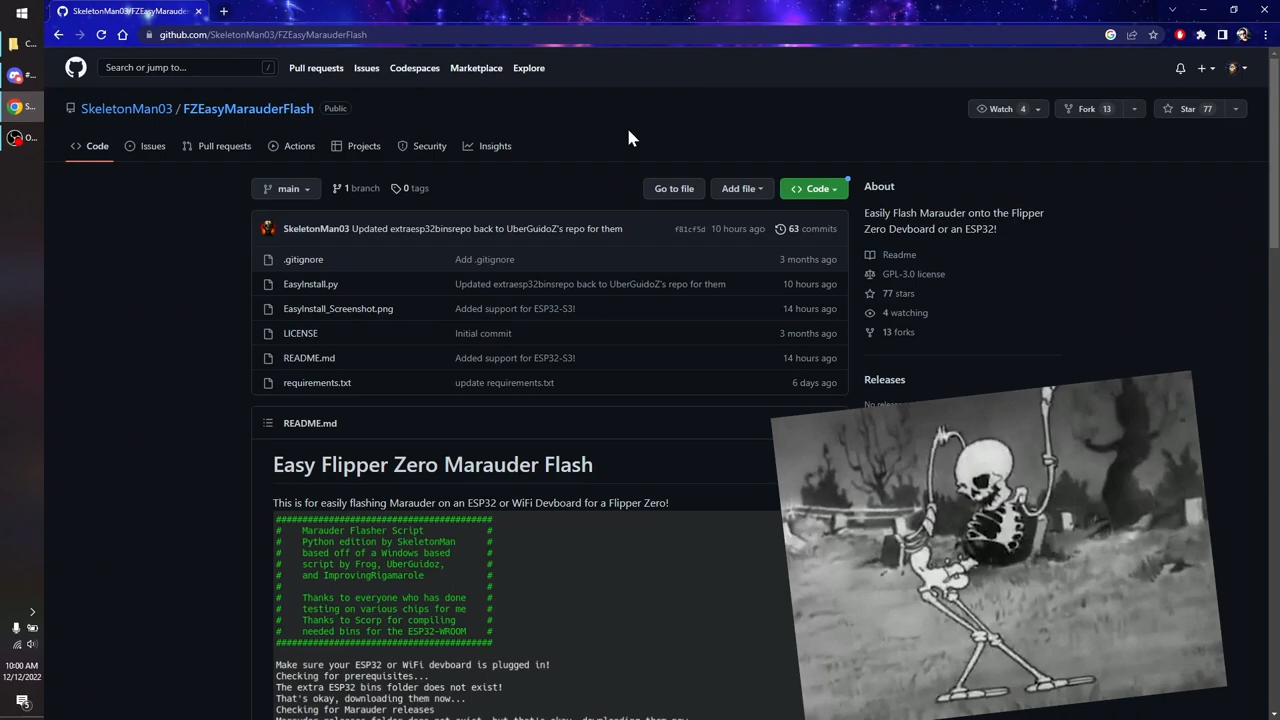 SkeletonMan03/FZEasyMarauder
github.com/SkeletonMan03/FZEasyMarauderFlash
Search or jump to... /
Pull requests Issues Codespaces Marketplace Explore
SkeletonMan03 / FZEasyMarauderFlash Public
Watch 4 Fork 13 Star 77
Code Issues Pull requests Actions Projects Security Insights
main 1 branch 0 tags Go to file Add file Code
SkeletonMan03 Updated extraesp32binsrepo back to UberGuidoZ's repo for them f81cf5d 10 hours ago 63 commits
.gitignore Add .gitignore 3 months ago
EasyInstall.py Updated extraesp32binsrepo back to UberGuidoZ's repo for them 10 hours ago
EasyInstall_Screenshot.png Added support for ESP32-S3! 14 hours ago
LICENSE Initial commit 3 months ago
README.md Added support for ESP32-S3! 14 hours ago
requirements.txt update requirements.txt 6 days ago
About
Easily Flash Marauder onto the Flipper
Zero Devboard or an ESP32!
Readme
GPL-3.0 license
77 stars
4 watching
13 forks
Releases
README.md
Easy Flipper Zero Marauder Flash
This is for easily flashing Marauder on an ESP32 or WiFi Devboard for a Flipper Zero!
#########################################
# Marauder Flasher Script #
# Python edition by SkeletonMan #
# based off of a Windows based #
# script by Frog, UberGuidoz, #
# and ImprovingRigamarole #
# #
# Thanks to everyone who has done #
# testing on various chips for me #
# Thanks to Scorp for compiling #
# needed bins for the ESP32-WROOM #
#########################################
Make sure your ESP32 or WiFi devboard is plugged in!
Checking for prerequisites...
The extra ESP32 bins folder does not exist!
That's okay, downloading them now...
Checking for Marauder releases
C...
#...
S...
O...
10:00 AM
12/12/2022